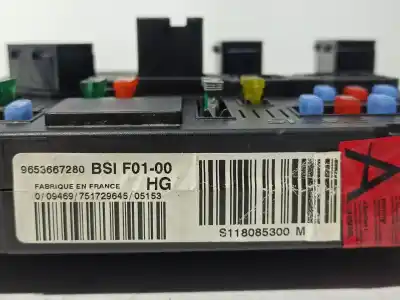 9653667280 BSI F01-00
FABRIQUE EN FRANCE HG
0/09469/751729645/05153
S118085300 M
A